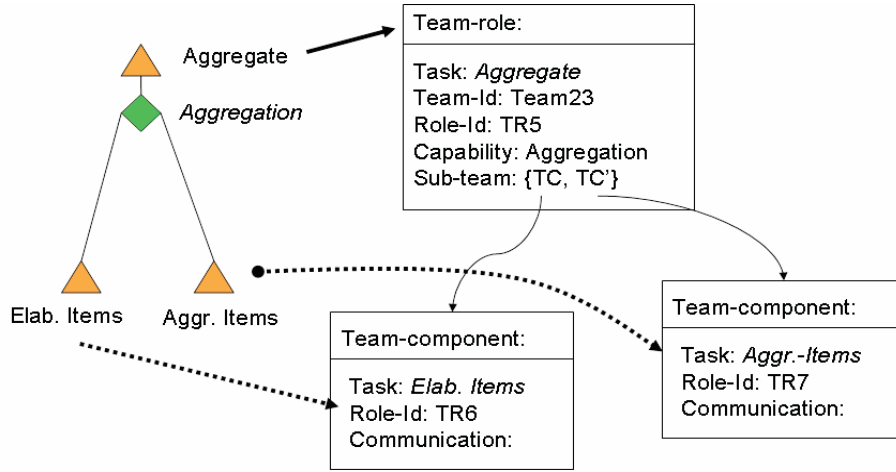 Aggregate
Aggregation
Elab. Items
Aggr. Items
Team-role:
Task: Aggregate
Team-Id: Team23
Role-Id: TR5
Capability: Aggregation
Sub-team: {TC, TC’}
Team-component:
Task: Elab. Items
Role-Id: TR6
Communication:
Team-component:
Task: Aggr.-Items
Role-Id: TR7
Communication: